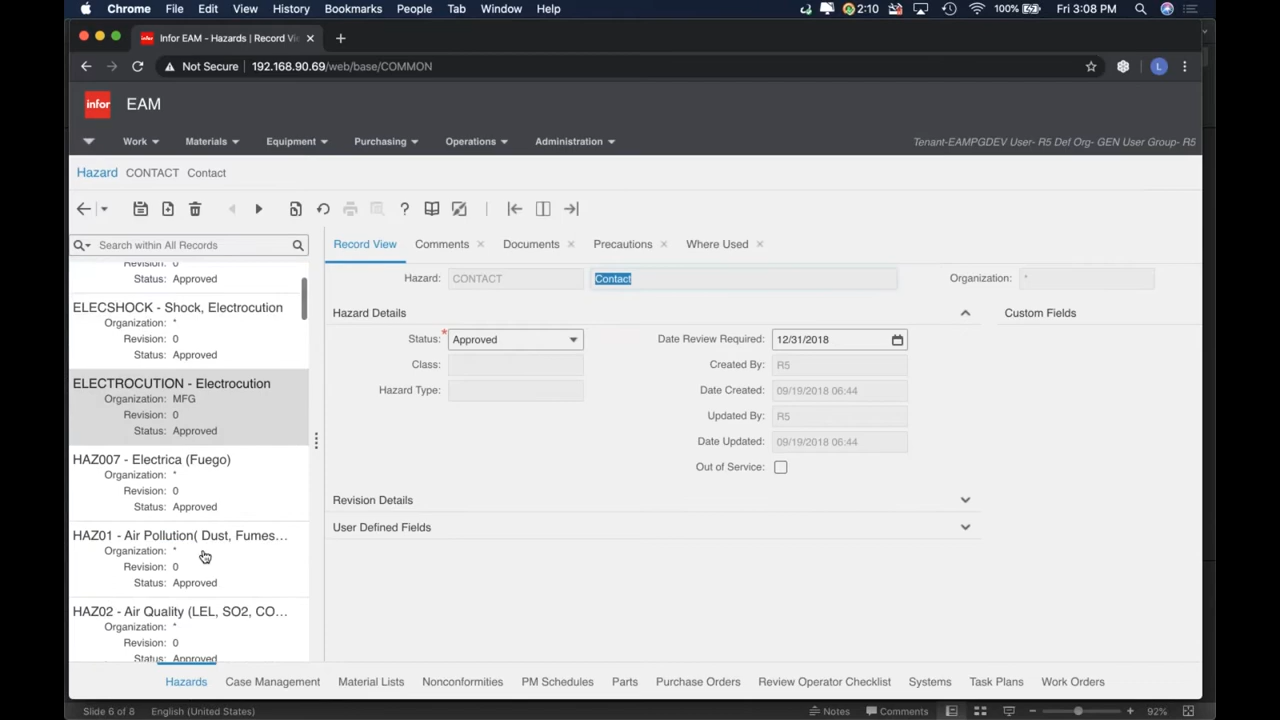 Chrome File Edit View History Bookmarks People Tab Window Help 2:10 100% Fri 3:08 PM
Infor EAM - Hazards | Record Vi
Not Secure | 192.168.90.69/web/base/COMMON L
infor EAM
Work Materials Equipment Purchasing Operations Administration Tenant-EAMPGDEV User- R5 Def Org- GEN User Group- R5
Hazard CONTACT Contact
Search within All Records
Record View Comments Documents Precautions Where Used
Revision: 0
Status: Approved
ELECSHOCK - Shock, Electrocution
Organization: *
Revision: 0
Status: Approved
ELECTROCUTION - Electrocution
Organization: MFG
Revision: 0
Status: Approved
HAZ007 - Electrica (Fuego)
Organization: *
Revision: 0
Status: Approved
HAZ01 - Air Pollution( Dust, Fumes...
Organization: *
Revision: 0
Status: Approved
HAZ02 - Air Quality (LEL, SO2, CO...
Organization: *
Revision: 0
Status: Approved
Hazard: CONTACT Contact Organization: *
Hazard Details
Custom Fields
Status: * Approved
Class:
Hazard Type:
Date Review Required: 12/31/2018
Created By: R5
Date Created: 09/19/2018 06:44
Updated By: R5
Date Updated: 09/19/2018 06:44
Out of Service:
Revision Details
User Defined Fields
Hazards Case Management Material Lists Nonconformities PM Schedules Parts Purchase Orders Review Operator Checklist Systems Task Plans Work Orders
Slide 6 of 8 English (United States) Notes Comments 92%